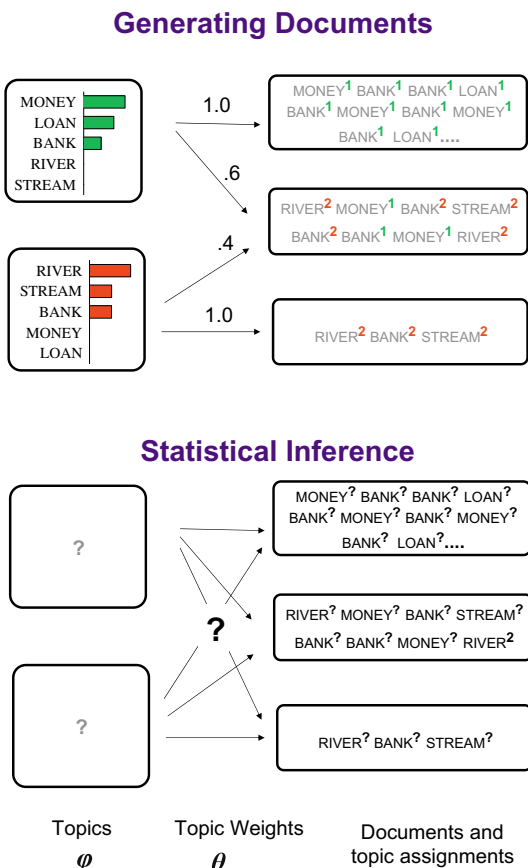 Generating Documents
MONEY
LOAN
BANK
RIVER
STREAM
1.0
.6
MONEY¹ BANK¹ BANK¹ LOAN¹
BANK¹ MONEY¹ BANK¹ MONEY¹
BANK¹ LOAN¹....
RIVER² MONEY¹ BANK² STREAM²
BANK² BANK¹ MONEY¹ RIVER²
RIVER
STREAM
BANK
MONEY
LOAN
.4
1.0
RIVER² BANK² STREAM²
Statistical Inference
?
MONEY? BANK? BANK? LOAN?
BANK? MONEY? BANK? MONEY?
BANK? LOAN?....
?
RIVER? MONEY? BANK? STREAM?
BANK? BANK? MONEY? RIVER²
?
RIVER? BANK? STREAM?
Topics
φ
Topic Weights
θ
Documents and
topic assignments